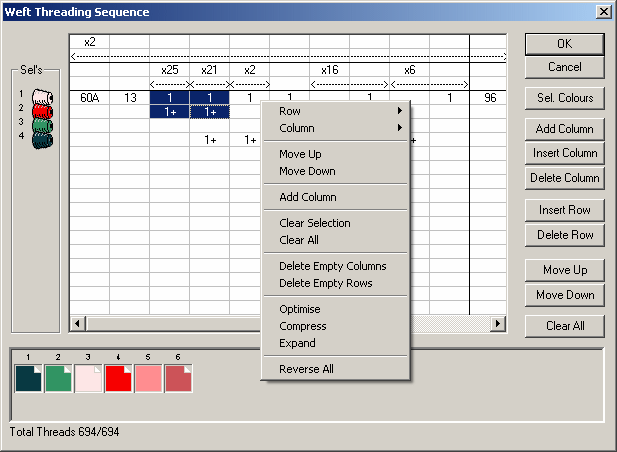 Weft Threading Sequence
x2
OK
Cancel
Sel's
x25 x21 x2 x16 x6
1
2
3
4
60A 13 1 1 1 1 1 1 96
1+ 1+
1+ 1+ 1+
Sel. Colours
Add Column
Insert Column
Delete Column
Insert Row
Delete Row
Move Up
Move Down
Clear All
Row
Column
Move Up
Move Down
Add Column
Clear Selection
Clear All
Delete Empty Columns
Delete Empty Rows
Optimise
Compress
Expand
Reverse All
1 2 3 4 5 6
Total Threads 694/694